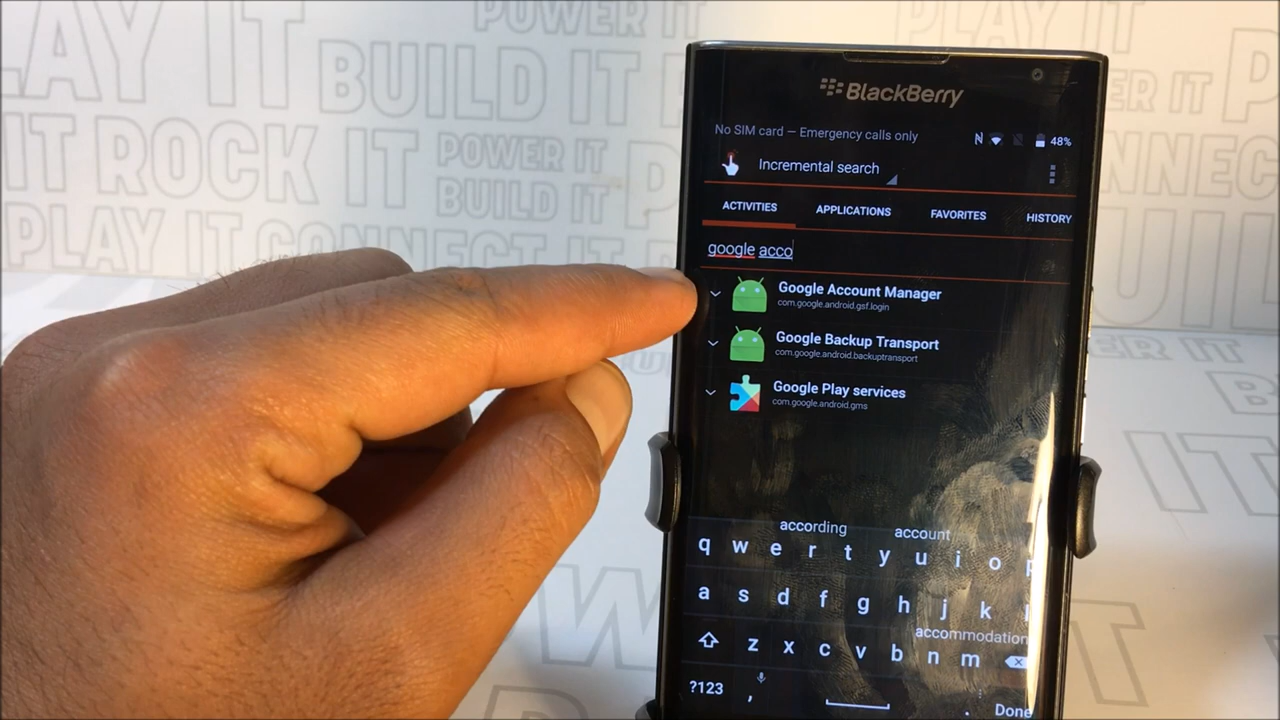 POWER IT
PLAY IT
LAY IT
BUILD IT
ER IT
IT ROCK IT
POWER IT
BUILD IT
PLAY IT CONNECT IT
BlackBerry
No SIM card — Emergency calls only
48%
Incremental search
ACTIVITIES
APPLICATIONS
FAVORITES
HISTORY
google acco
Google Account Manager
com.google.android.gsf.login
Google Backup Transport
com.google.android.backuptransport
Google Play services
com.google.android.gms
according
account
q w e r t y u i o p
a s d f g h j k l
accommodation
z x c v b n m
?123
,
.
Done